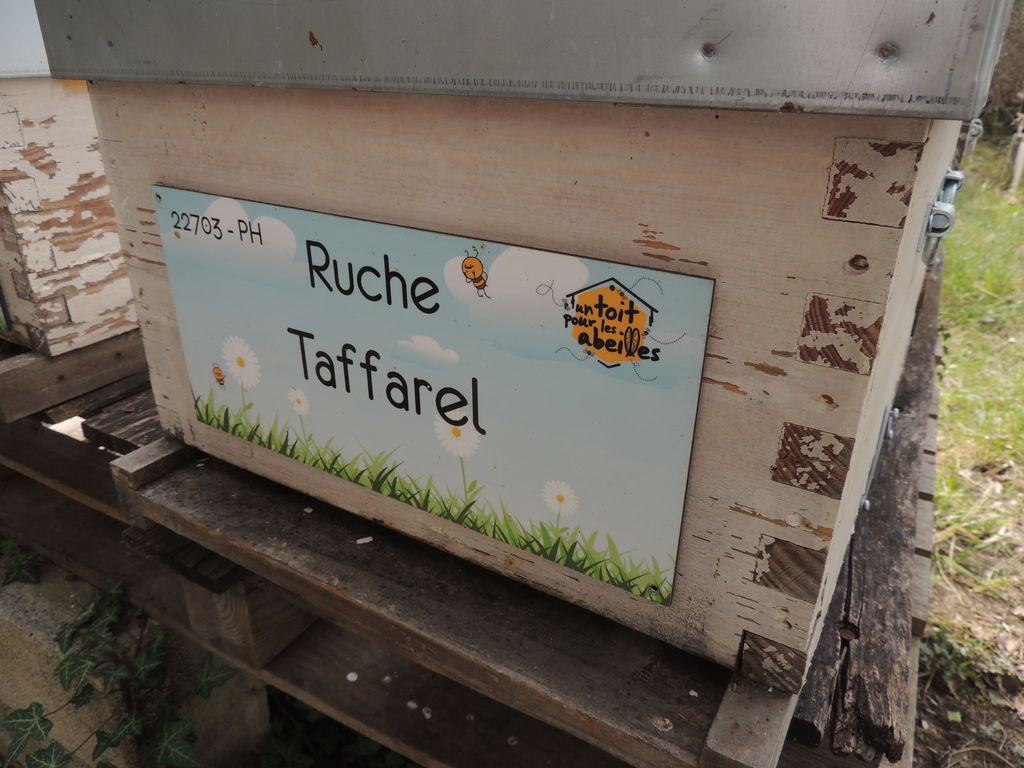 22703-PH
Ruche
Taffarel
un toit
pour les
abeilles